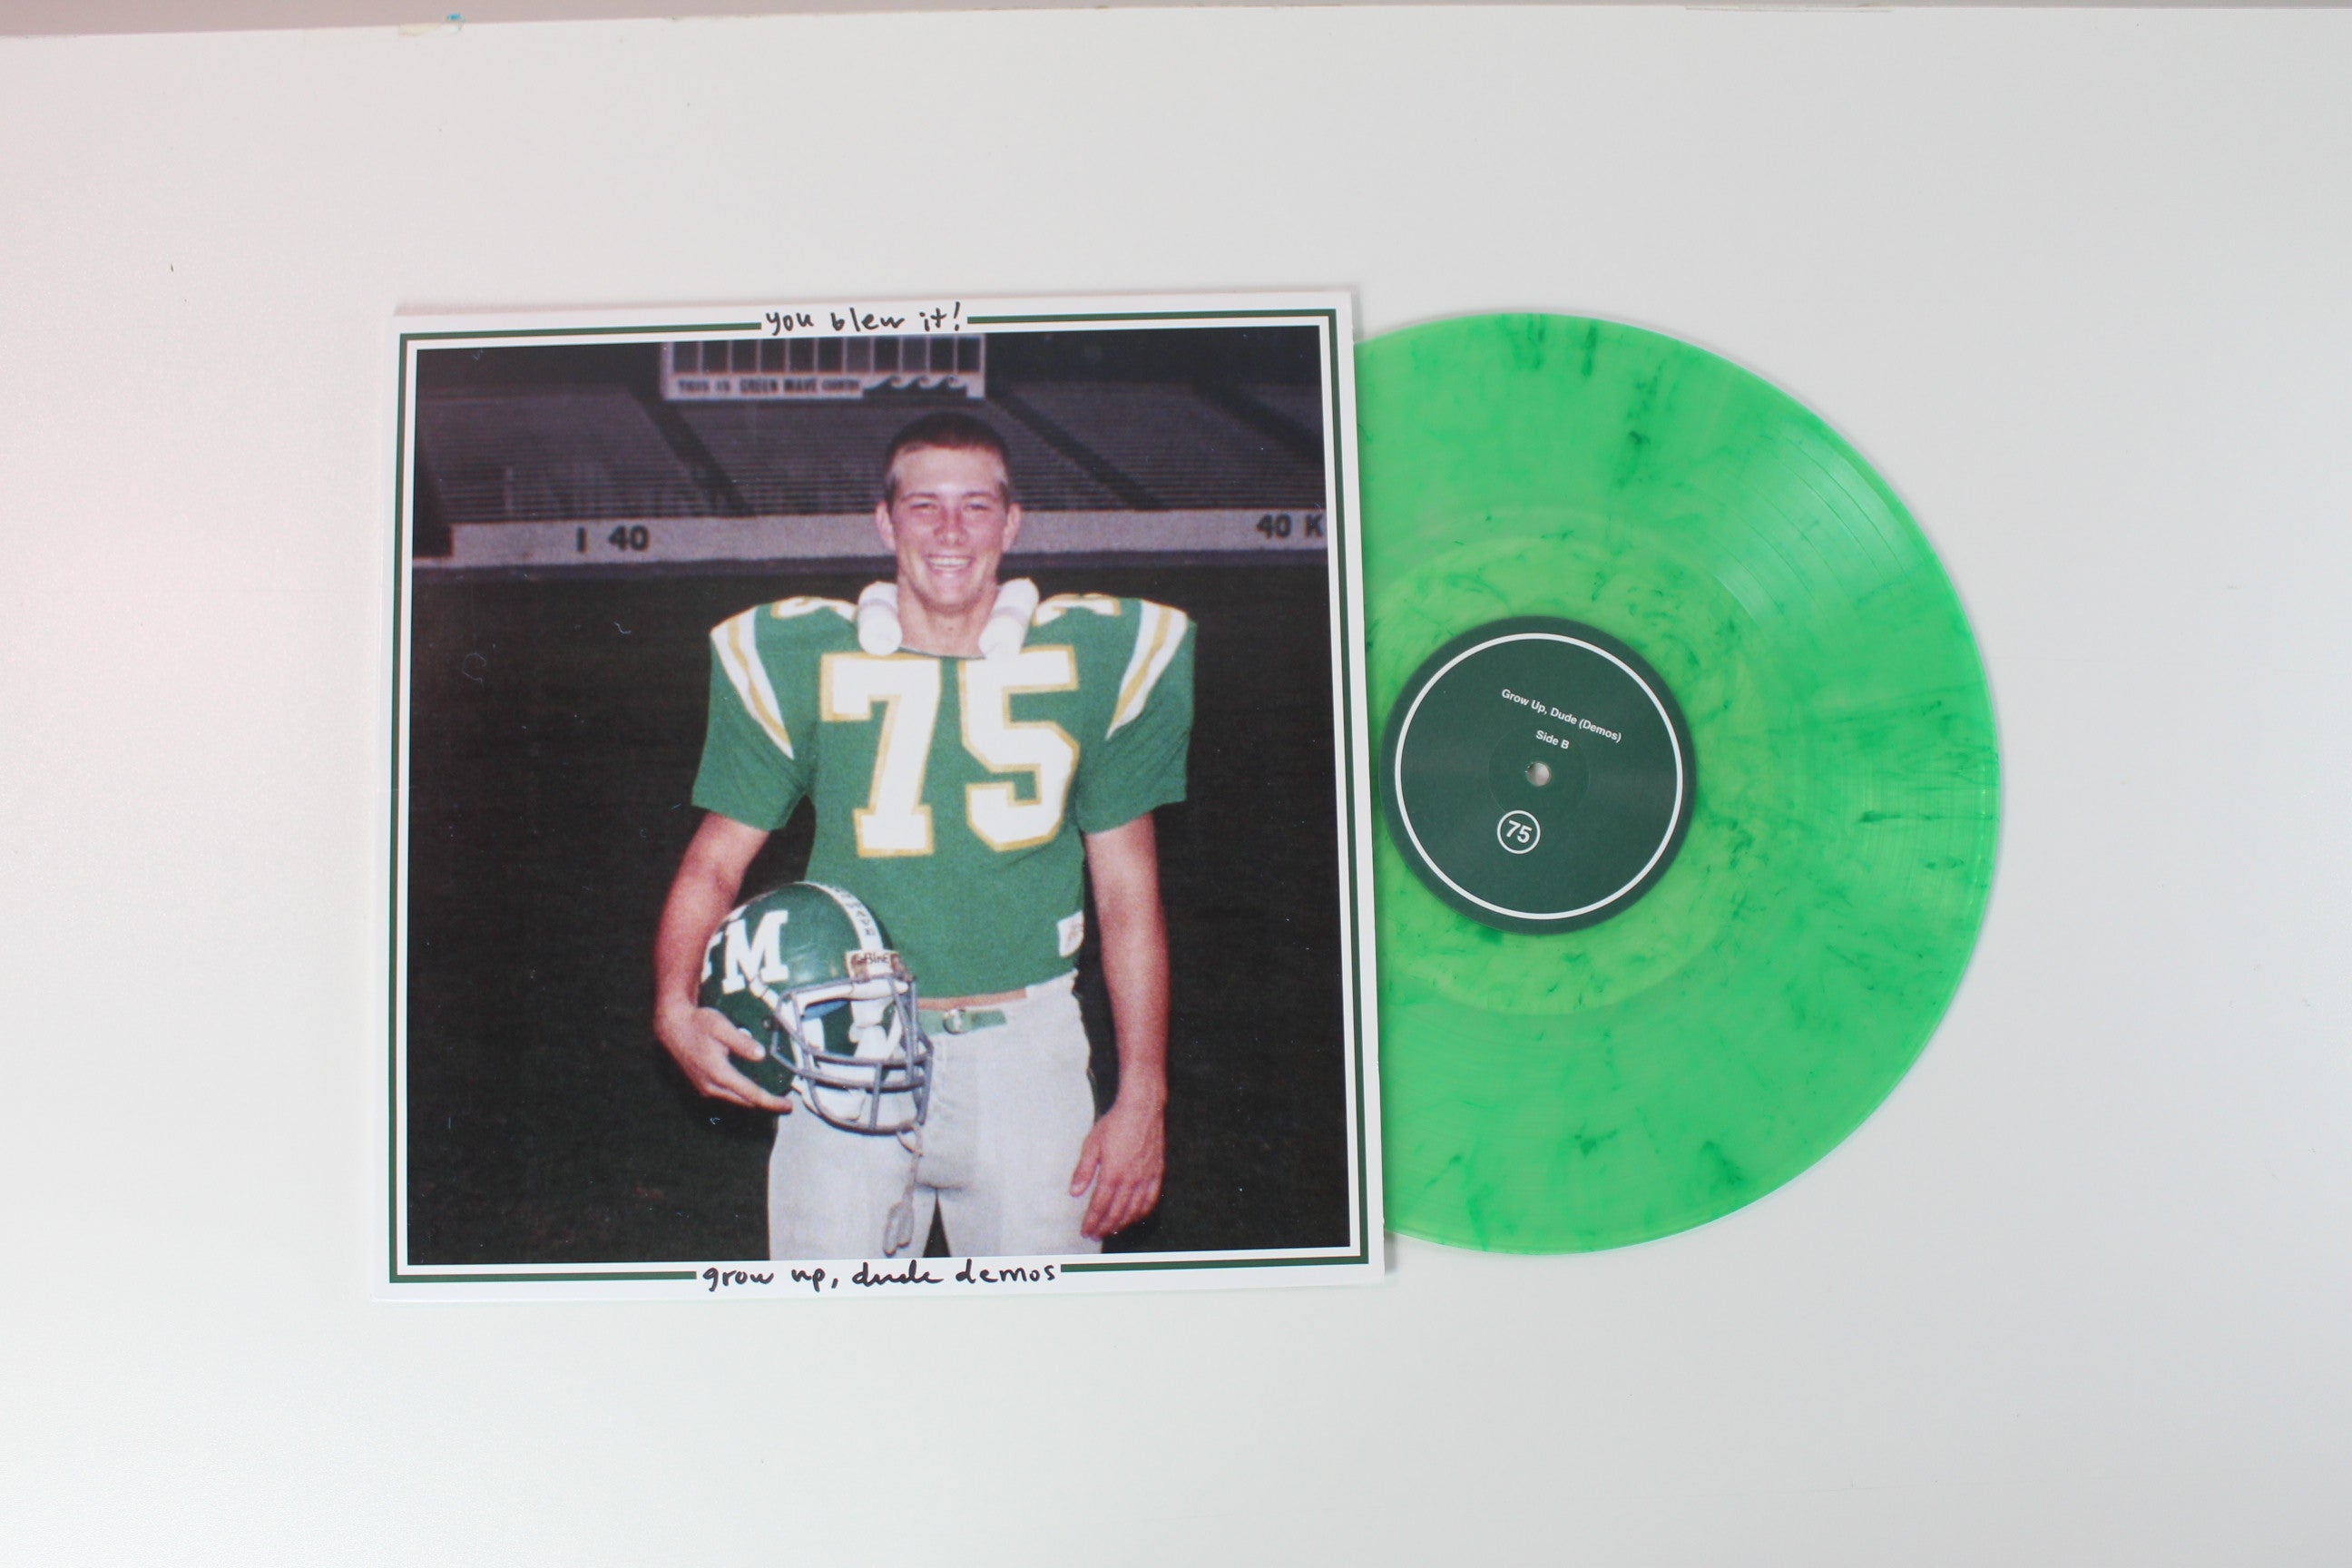 you blew it!
THIS IS GREEN WAVE COUNTRY
I 40
40 K
75
FM
grow up, dude demos
Grow Up, Dude (Demos)
Side B
75